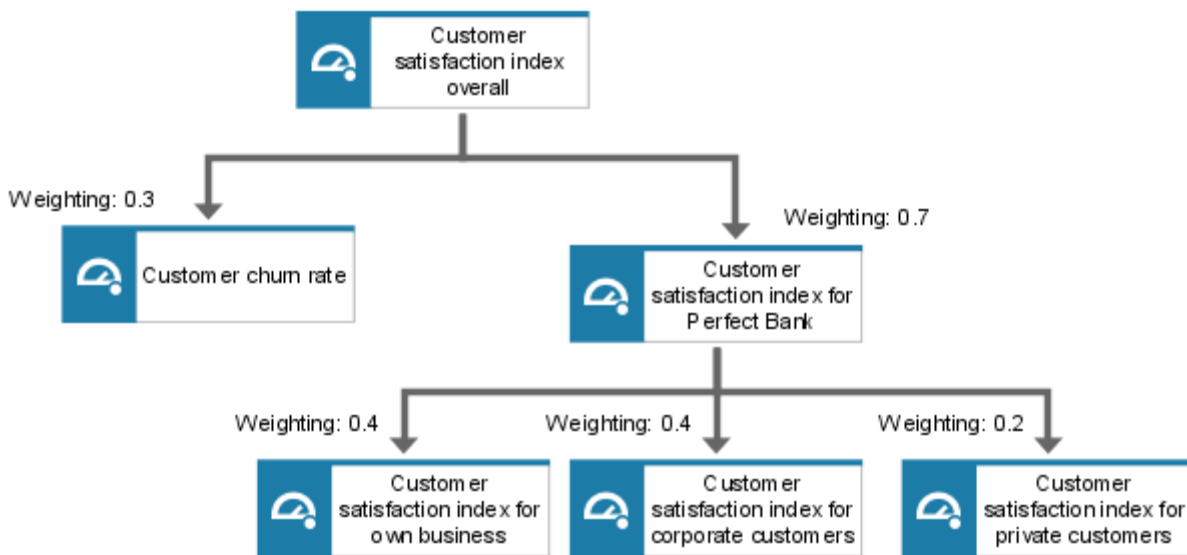 Customer
satisfaction index
overall
Weighting: 0.3
Weighting: 0.7
Customer churn rate
Customer
satisfaction index for
Perfect Bank
Weighting: 0.4
Weighting: 0.4
Weighting: 0.2
Customer
satisfaction index for
own business
Customer
satisfaction index for
corporate customers
Customer
satisfaction index for
private customers